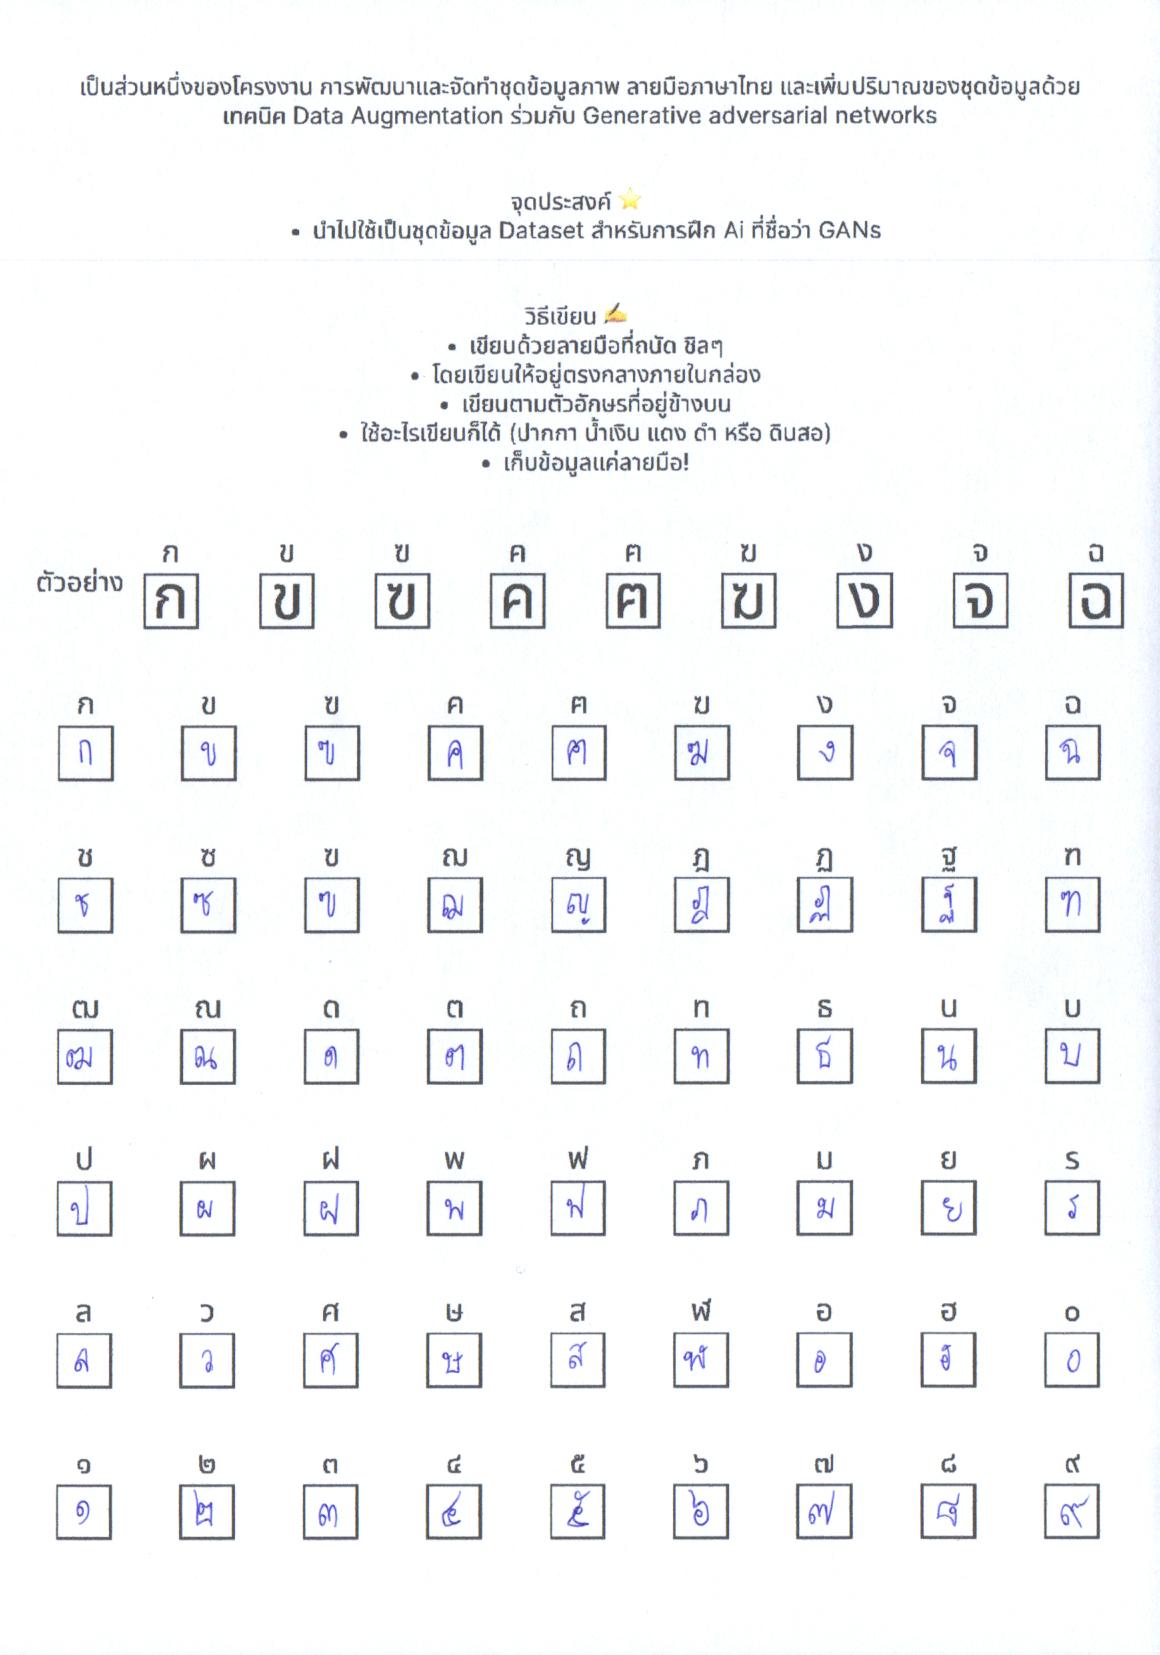 เป็นส่วนหนึ่งของโครงงาน การพัฒนาและจัดทำชุดข้อมูลภาพ ลายมือภาษาไทย และเพิ่มปริมาณของชุดข้อมูลด้วย
เทคนิค Data Augmentation ร่วมกับ Generative adversarial networks
จุดประสงค์ ⭐
• นำไปใช้เป็นชุดข้อมูล Dataset สำหรับการฝึก Ai ที่ชื่อว่า GANs
วิธีเขียน ✍
• เขียนด้วยลายมือที่ถนัด ชิลๆ
• โดยเขียนให้อยู่ตรงกลางภายในกล่อง
• เขียนตามตัวอักษรที่อยู่ข้างบน
• ใช้อะไรเขียนก็ได้ (ปากกา น้ำเงิน แดง ดำ หรือ ดินสอ)
• เก็บข้อมูลแค่ลายมือ!
ก ข ฃ ค ฅ ฆ ง จ ฉ
ตัวอย่าง ก ข ฃ ค ฅ ฆ ง จ ฉ
ก ข ฃ ค ฅ ฆ ง จ ฉ
ก ข ฃ ค ฅ ฆ ง จ ฉ
ช ซ ฃ ฌ ญ ฎ ฏ ฐ ฑ
ช ซ ฃ ฌ ญ ฎ ฏ ฐ ฑ
ฒ ณ ด ต ถ ท ธ น บ
ฒ ณ ด ต ถ ท ธ น บ
ป ผ ฝ พ ฟ ภ ม ย ร
ป ผ ฝ พ ฟ ภ ม ย ร
ล ว ศ ษ ส ฬ อ ฮ ๐
ล ว ศ ษ ส ฬ อ ฮ ๐
๑ ๒ ๓ ๔ ๕ ๖ ๗ ๘ ๙
๑ ๒ ๓ ๔ ๕ ๖ ๗ ๘ ๙